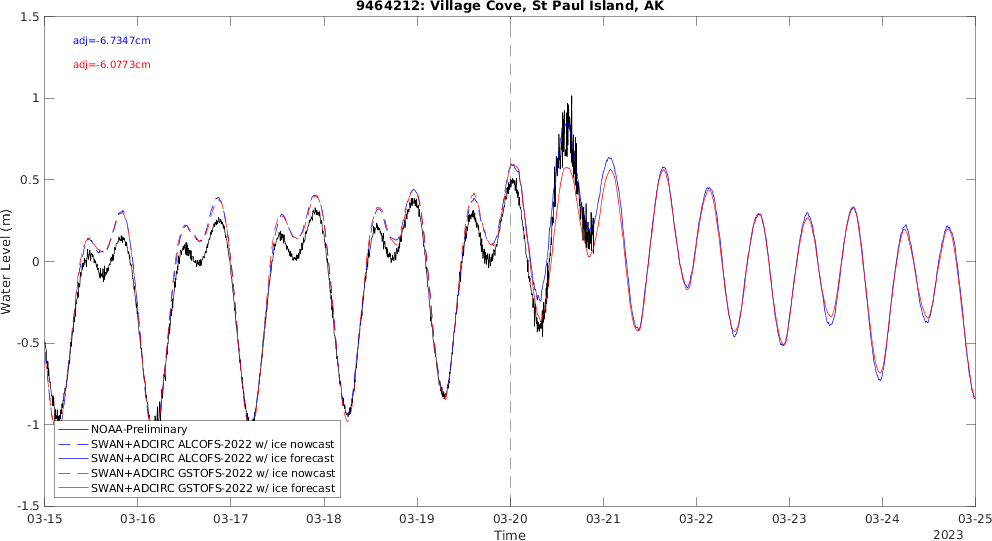 9464212: Village Cove, St Paul Island, AK
1.5
adj=-6.7347cm
adj=-6.0773cm
1
0.5
0
-0.5
-1
-1.5
Water Level (m)
NOAA-Preliminary
SWAN+ADCIRC ALCOFS-2022 w/ ice nowcast
SWAN+ADCIRC ALCOFS-2022 w/ ice forecast
SWAN+ADCIRC GSTOFS-2022 w/ ice nowcast
SWAN+ADCIRC GSTOFS-2022 w/ ice forecast
03-15 03-16 03-17 03-18 03-19 03-20 03-21 03-22 03-23 03-24 03-25
Time
2023